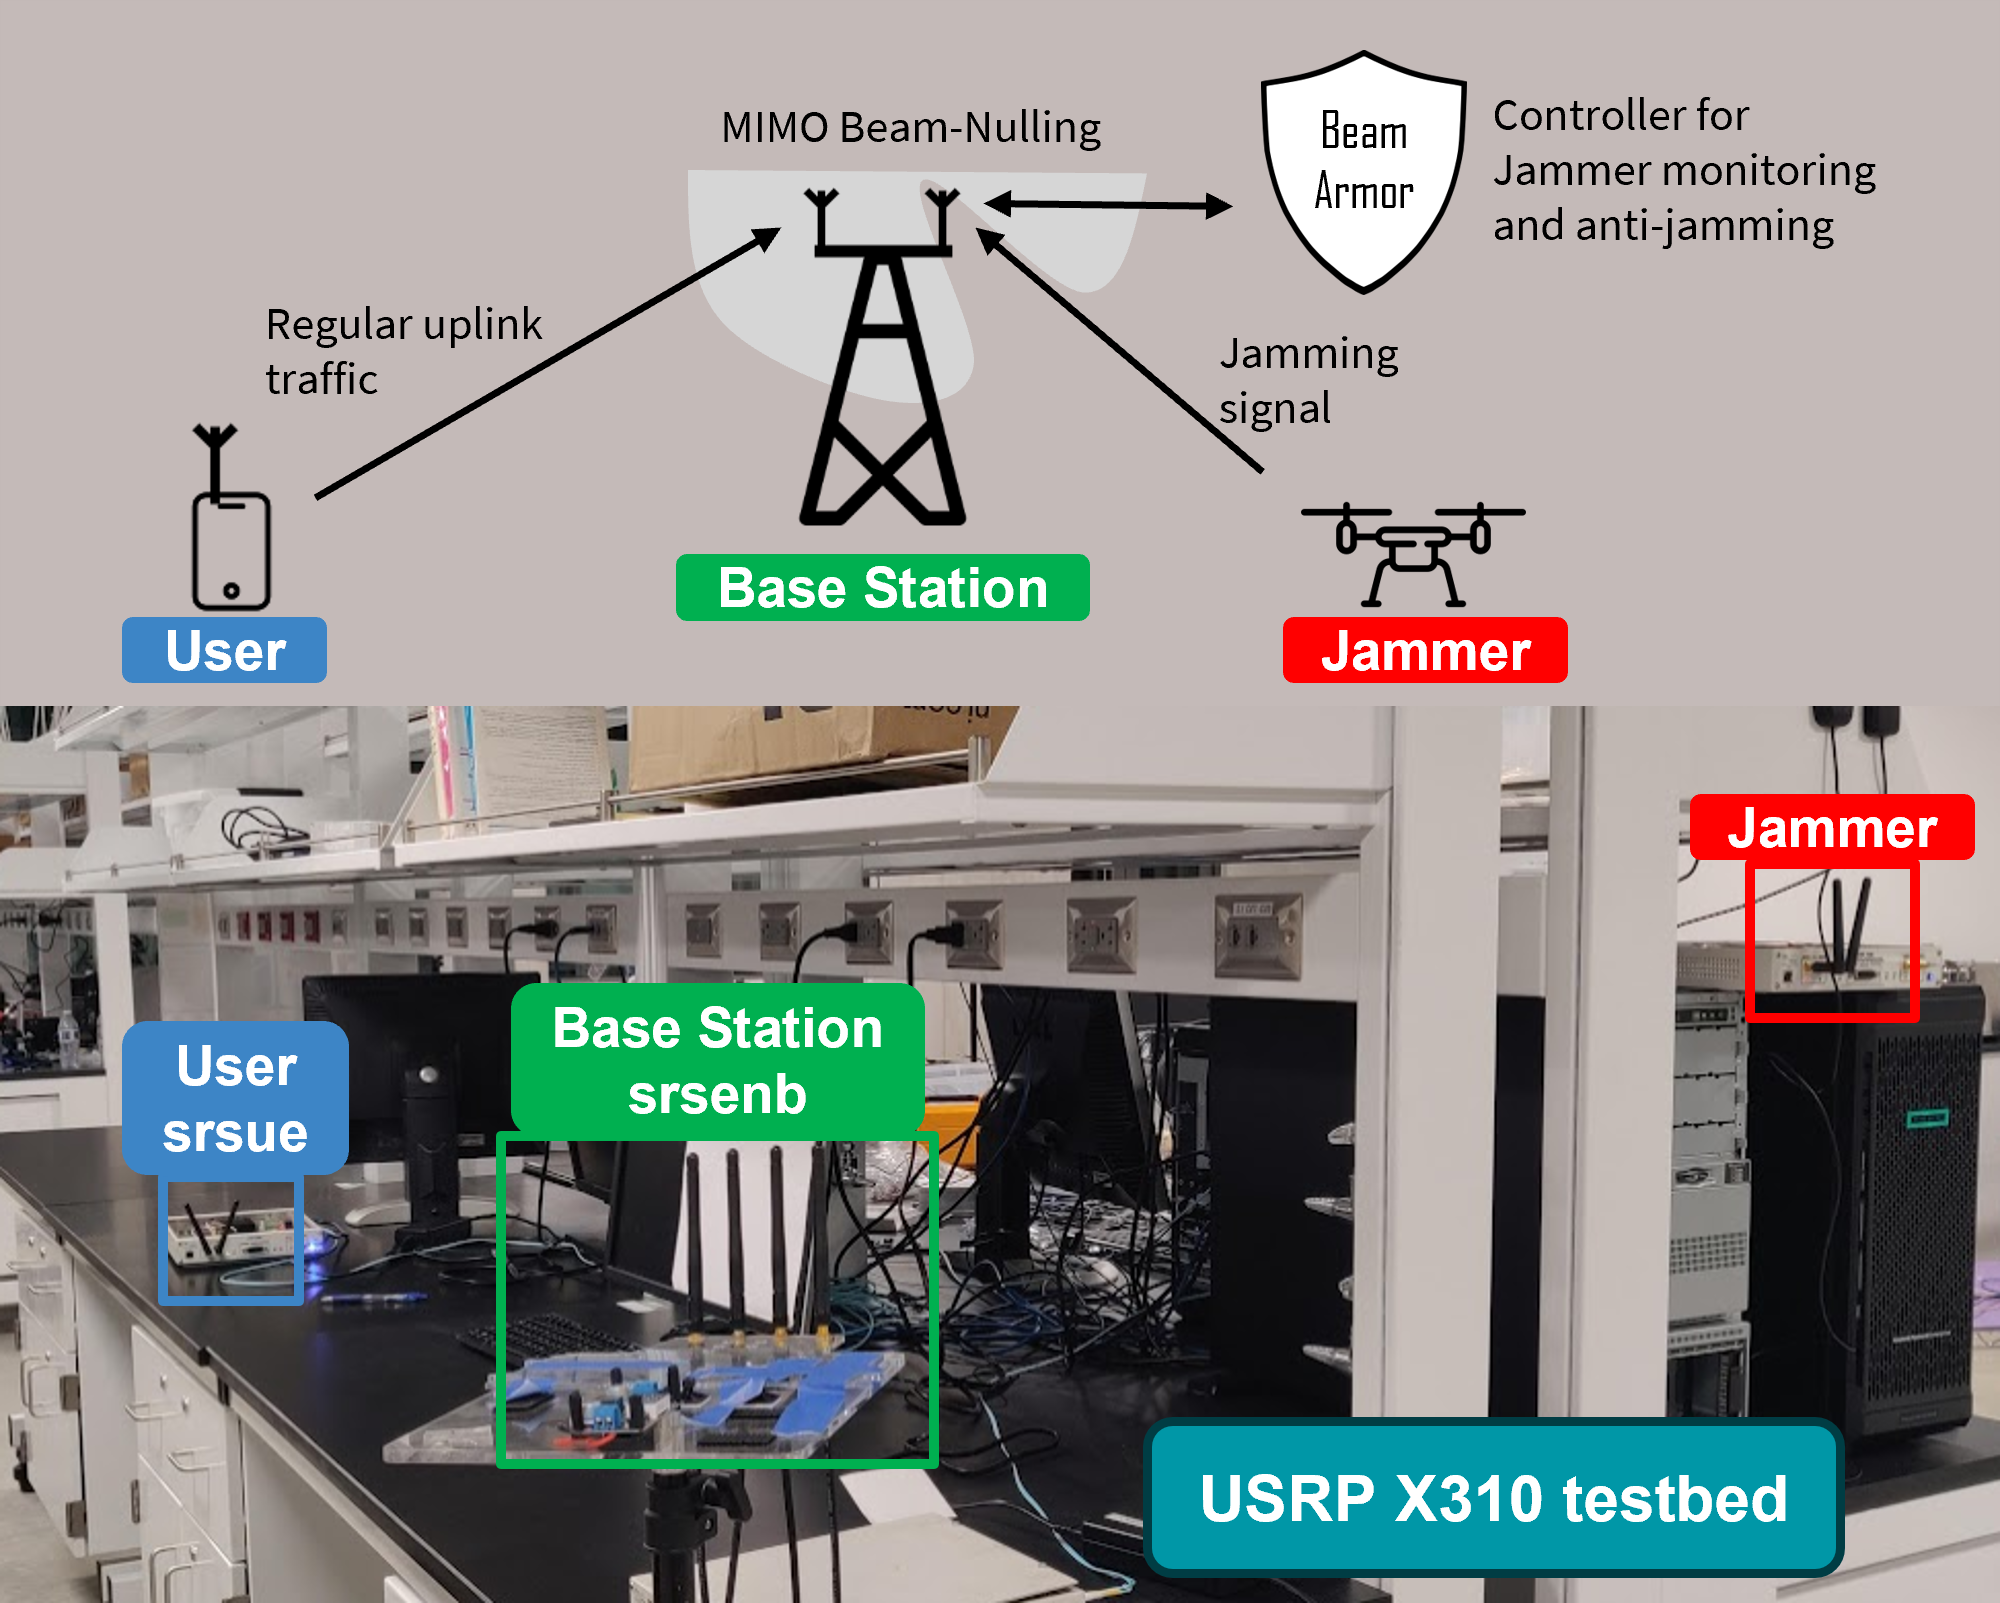 MIMO Beam-Nulling
Beam
Armor
Controller for
Jammer monitoring
and anti-jamming
Regular uplink
traffic
Jamming
signal
Base Station
User
Jammer
Jammer
Base Station
srsenb
User
srsue
USRP X310 testbed